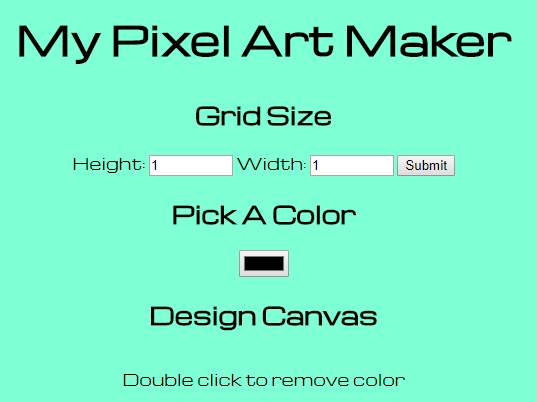 My Pixel Art Maker
Grid Size
Height: 1 Width: 1 Submit
Pick A Color
Design Canvas
Double click to remove color